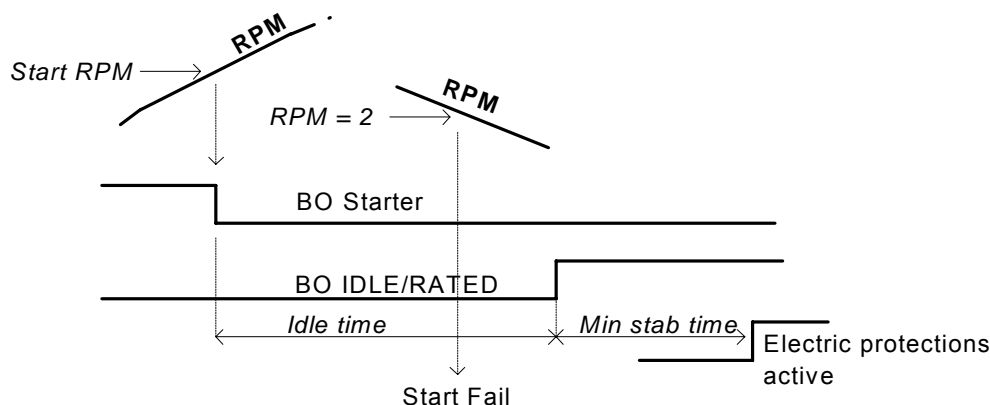 RPM
Start RPM
RPM
RPM = 2
BO Starter
BO IDLE/RATED
Idle time
Min stab time
Electric protections
active
Start Fail